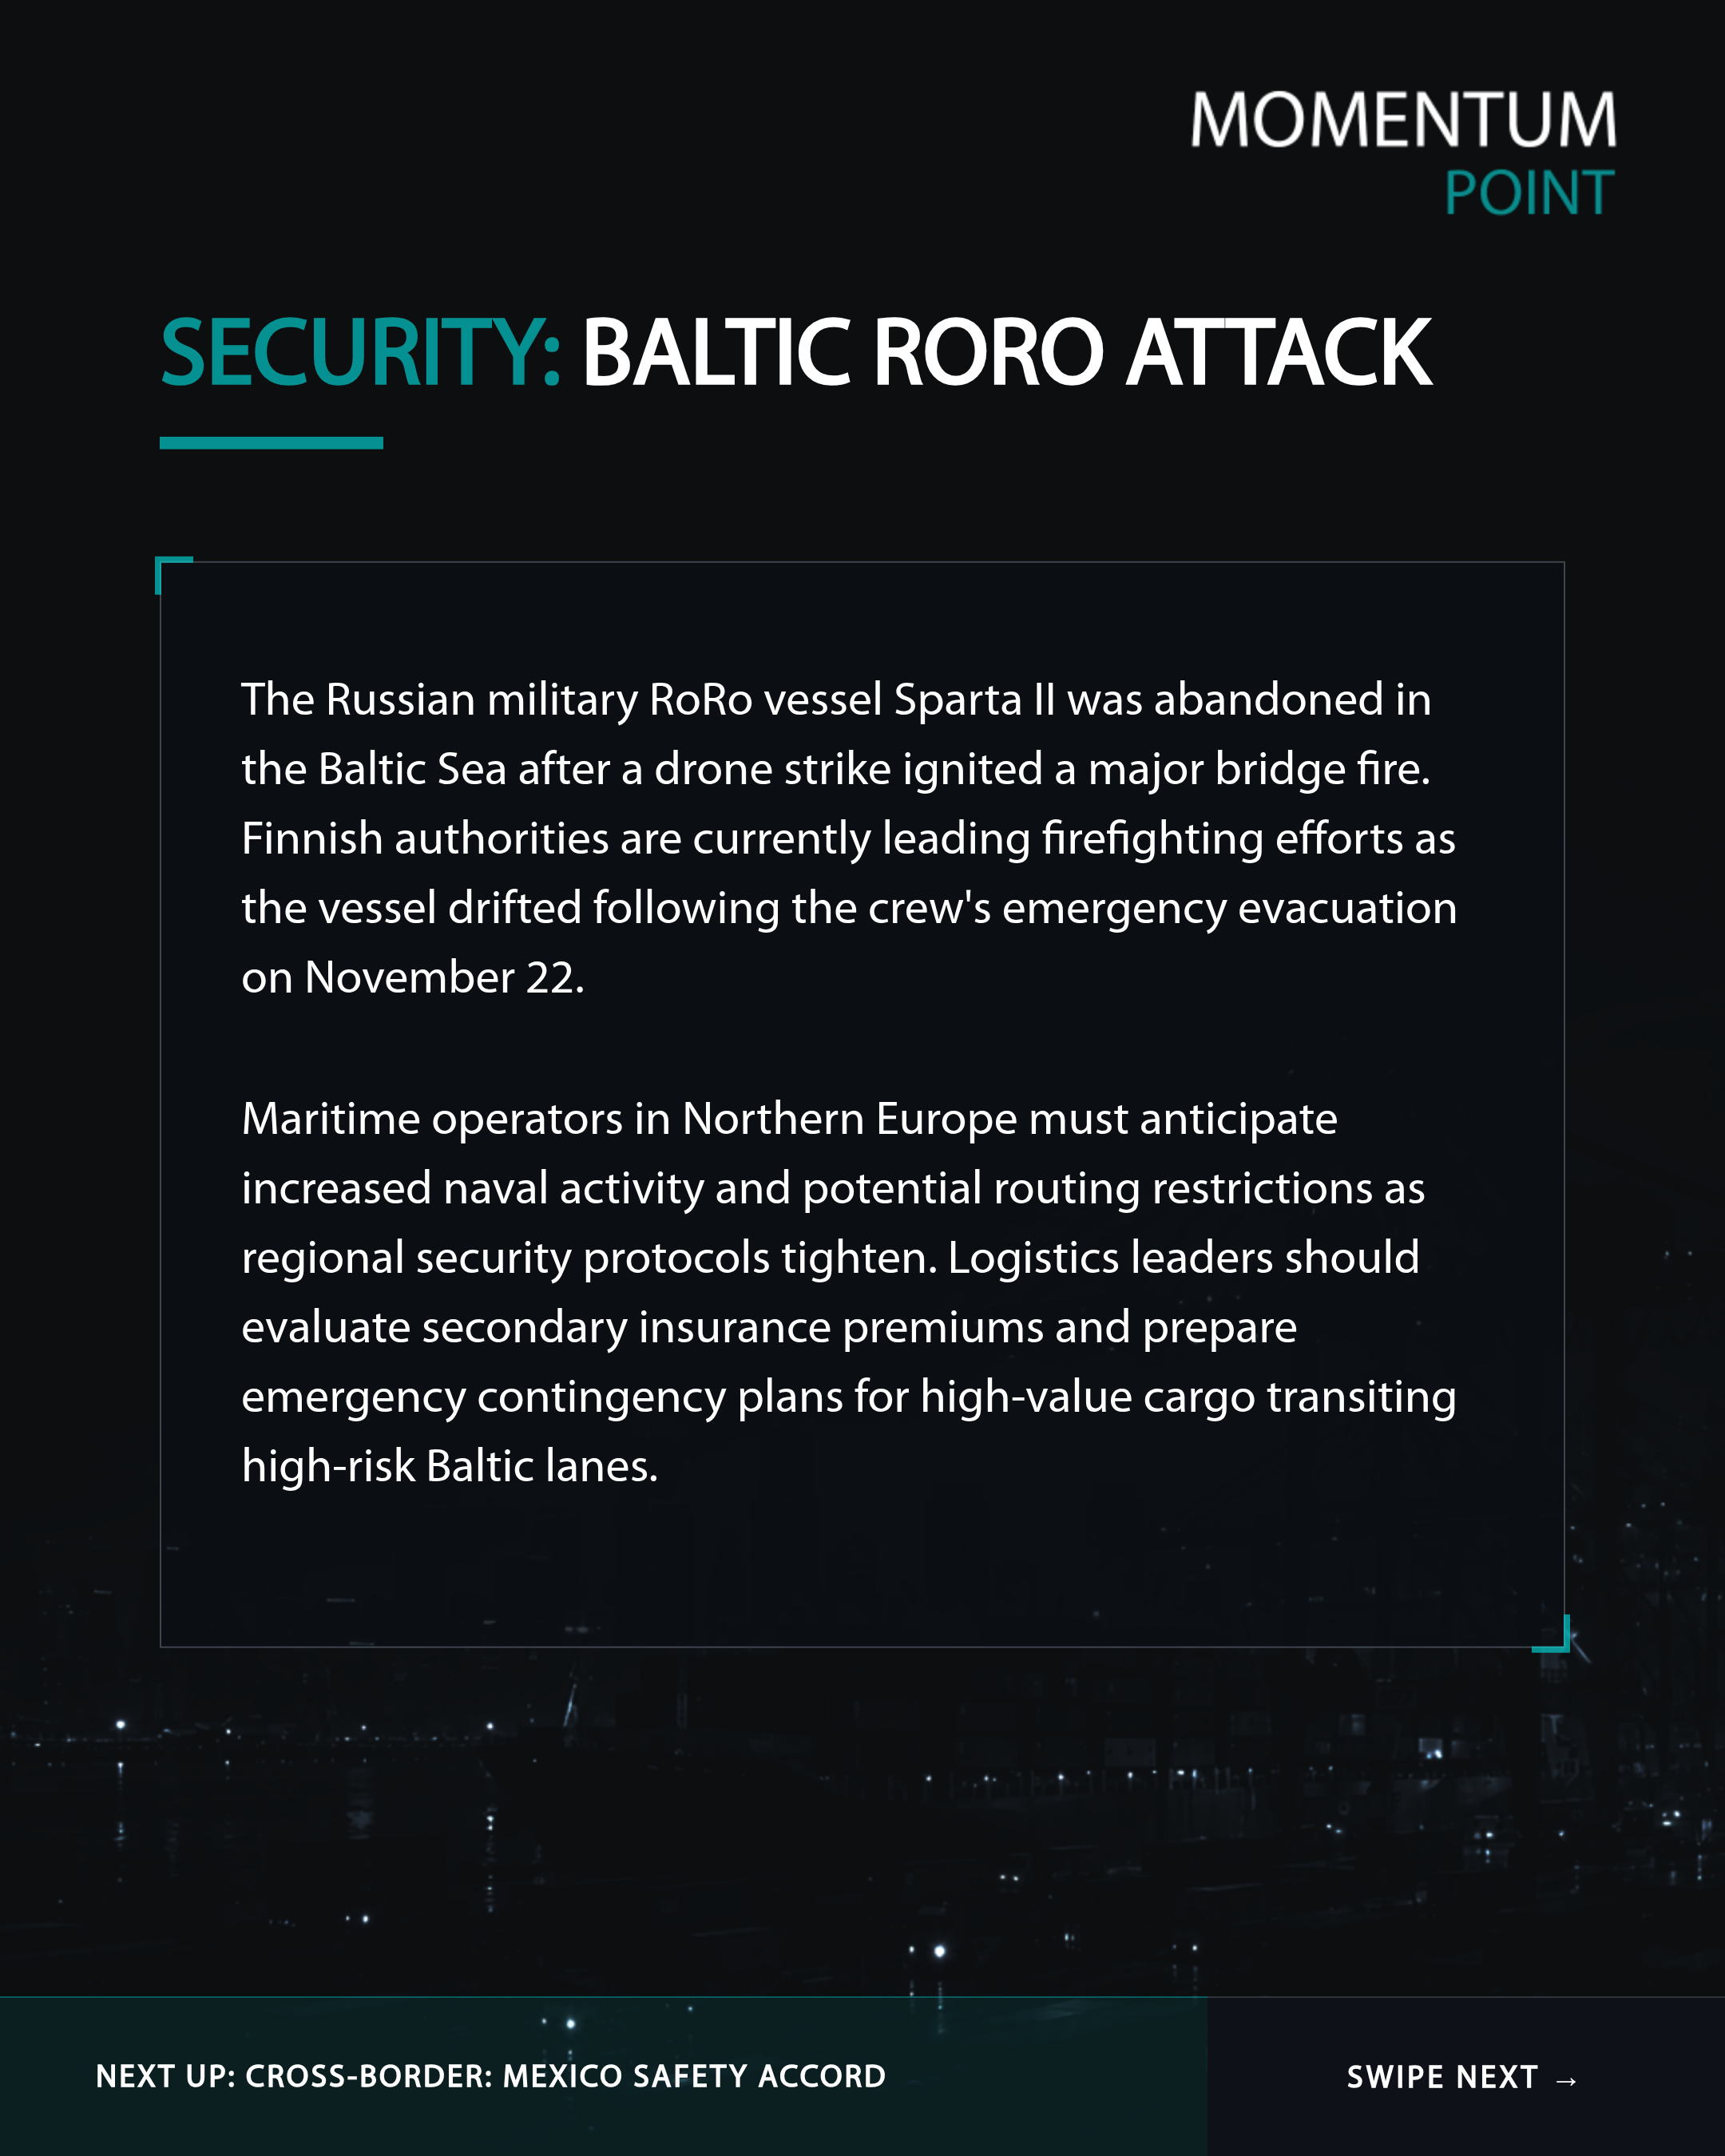 MOMENTUM
POINT
SECURITY: BALTIC RORO ATTACK
The Russian military RoRo vessel Sparta II was abandoned in
the Baltic Sea after a drone strike ignited a major bridge fire.
Finnish authorities are currently leading firefighting efforts as
the vessel drifted following the crew's emergency evacuation
on November 22.
Maritime operators in Northern Europe must anticipate
increased naval activity and potential routing restrictions as
regional security protocols tighten. Logistics leaders should
evaluate secondary insurance premiums and prepare
emergency contingency plans for high-value cargo transiting
high-risk Baltic lanes.
NEXT UP: CROSS-BORDER: MEXICO SAFETY ACCORD
SWIPE NEXT →